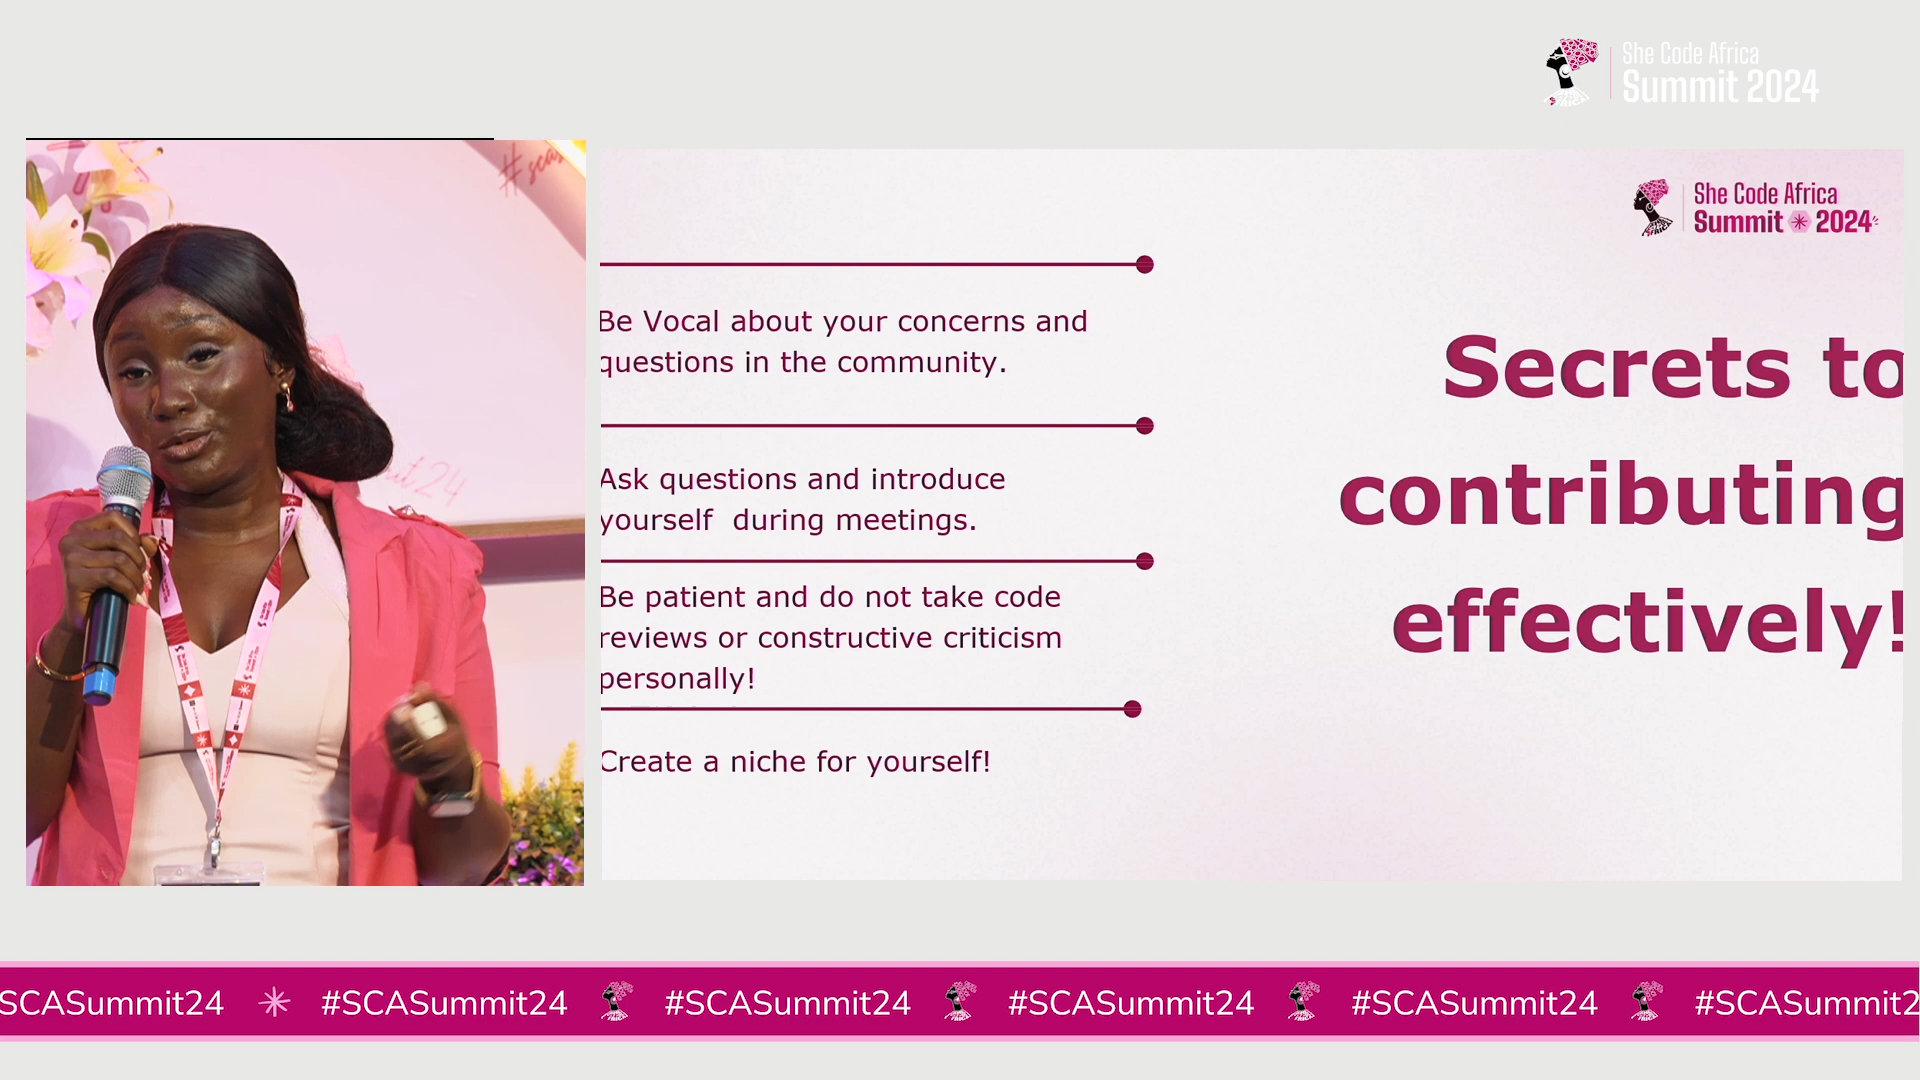 She Code Africa
Summit 2024
#sca
She Code Africa
Summit 2024
Be Vocal about your concerns and
questions in the community.
Ask questions and introduce
yourself  during meetings.
Be patient and do not take code
reviews or constructive criticism
personally!
Create a niche for yourself!
Secrets to
contributing
effectively!
SCASummit24 #SCASummit24 #SCASummit24 #SCASummit24 #SCASummit24 #SCASummit2